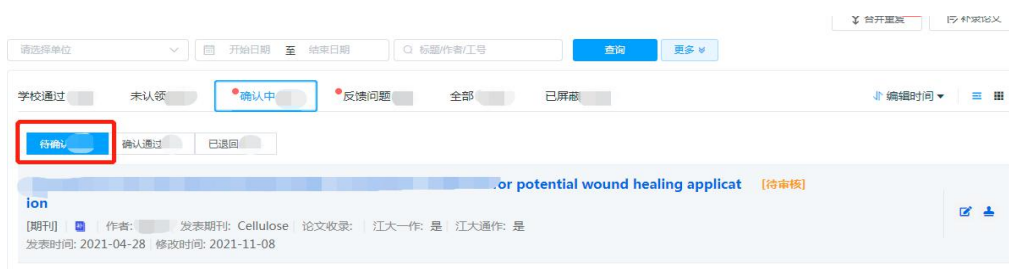 合并重复 补录论文
请选择单位 开始日期 至 结束日期 标题/作者/工号 查询 更多
学校通过 未认领 确认中 反馈问题 全部 已屏蔽 编辑时间
待确认 确认通过 已退回
or potential wound healing applicat [待审核]
ion
[期刊] 作者: 发表期刊: Cellulose 论文收录: 江大一作: 是 江大通作: 是
发表时间: 2021-04-28 修改时间: 2021-11-08